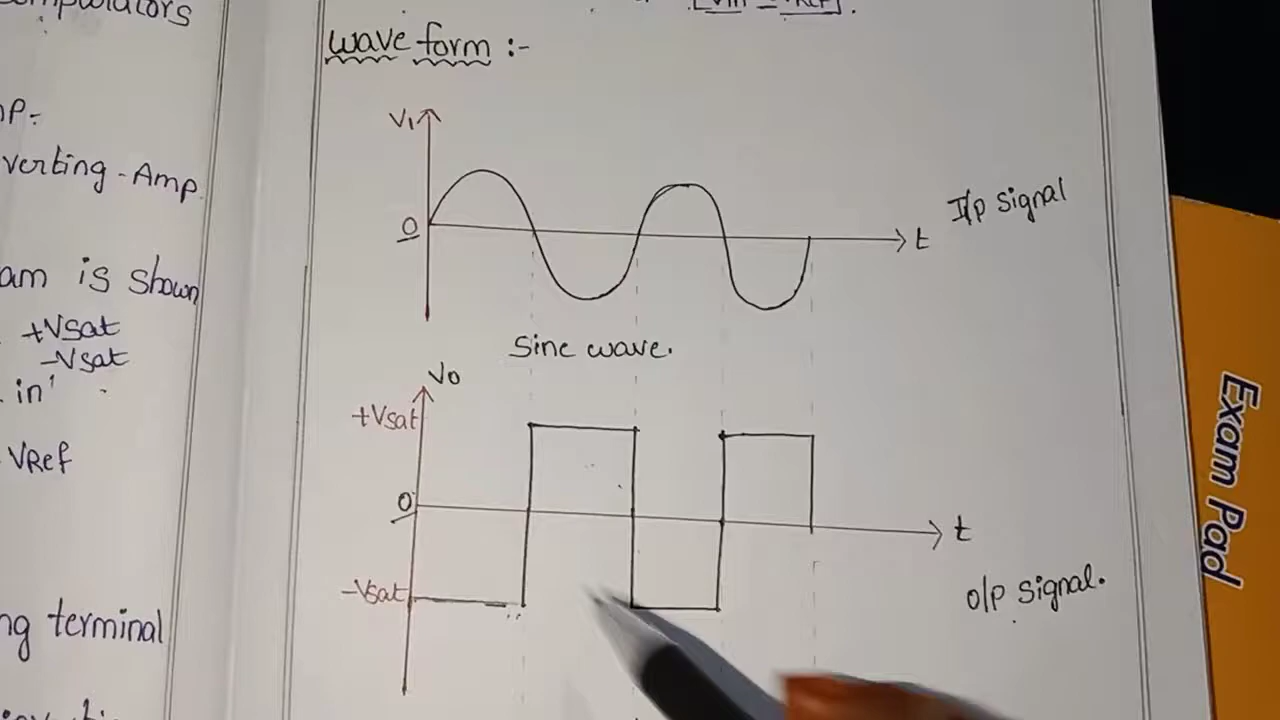 verting-Amp.
am is shown
+Vsat
-Vsat
in'
VRef
ng terminal
wave form :-
V1
0
t
I/p signal
Sine wave.
Vo
+Vsat
0
-Vsat
t
O/p signal.
Exam Pad